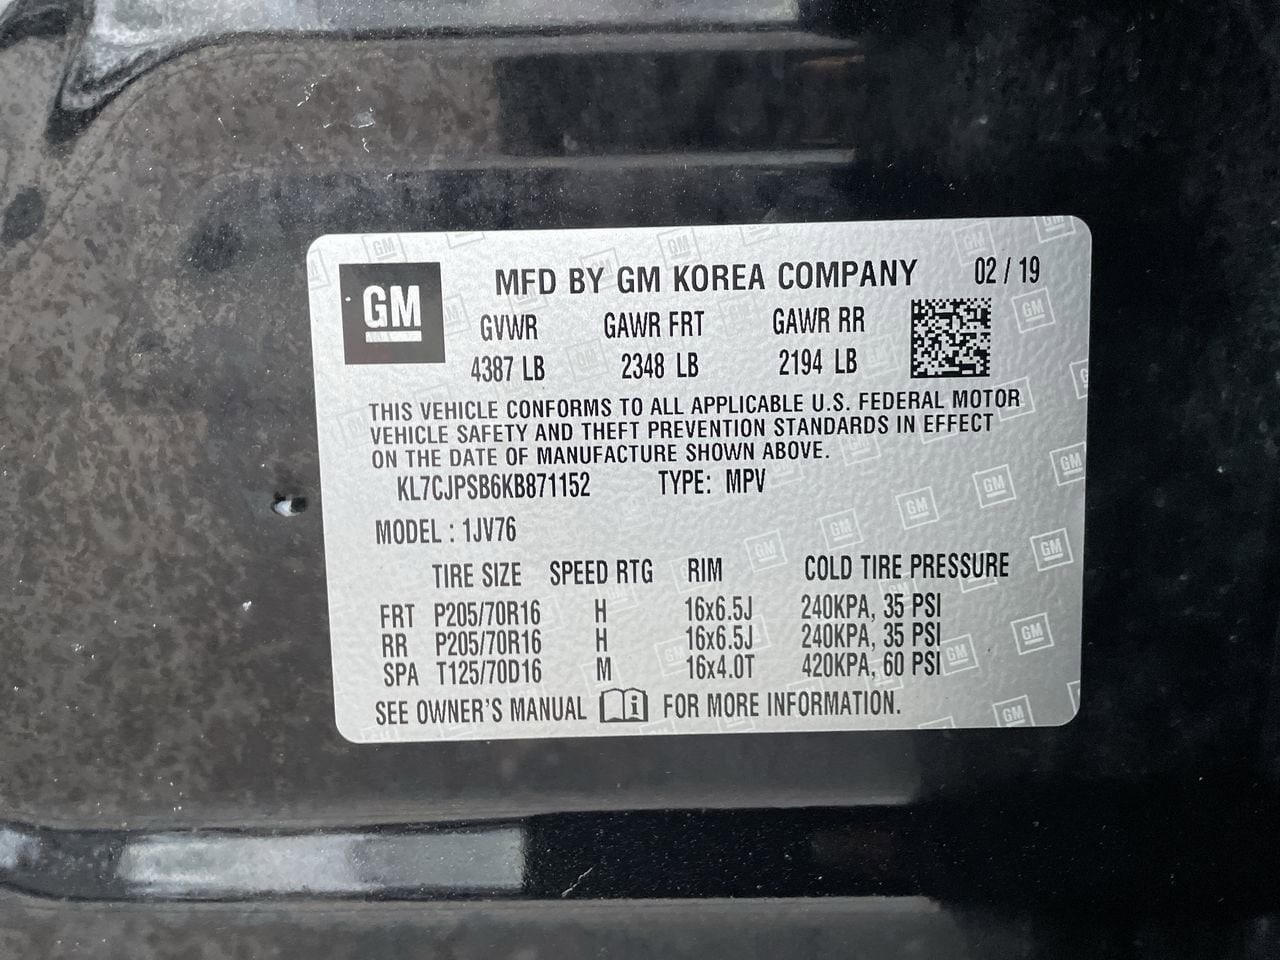 GM
MFD BY GM KOREA COMPANY 02 / 19
GVWR GAWR FRT GAWR RR
4387 LB 2348 LB 2194 LB
THIS VEHICLE CONFORMS TO ALL APPLICABLE U.S. FEDERAL MOTOR
VEHICLE SAFETY AND THEFT PREVENTION STANDARDS IN EFFECT
ON THE DATE OF MANUFACTURE SHOWN ABOVE.
KL7CJPSB6KB871152 TYPE: MPV
MODEL : 1JV76
TIRE SIZE SPEED RTG RIM COLD TIRE PRESSURE
FRT P205/70R16 H 16x6.5J 240KPA, 35 PSI
RR P205/70R16 H 16x6.5J 240KPA, 35 PSI
SPA T125/70D16 M 16x4.0T 420KPA, 60 PSI
SEE OWNER'S MANUAL i FOR MORE INFORMATION.